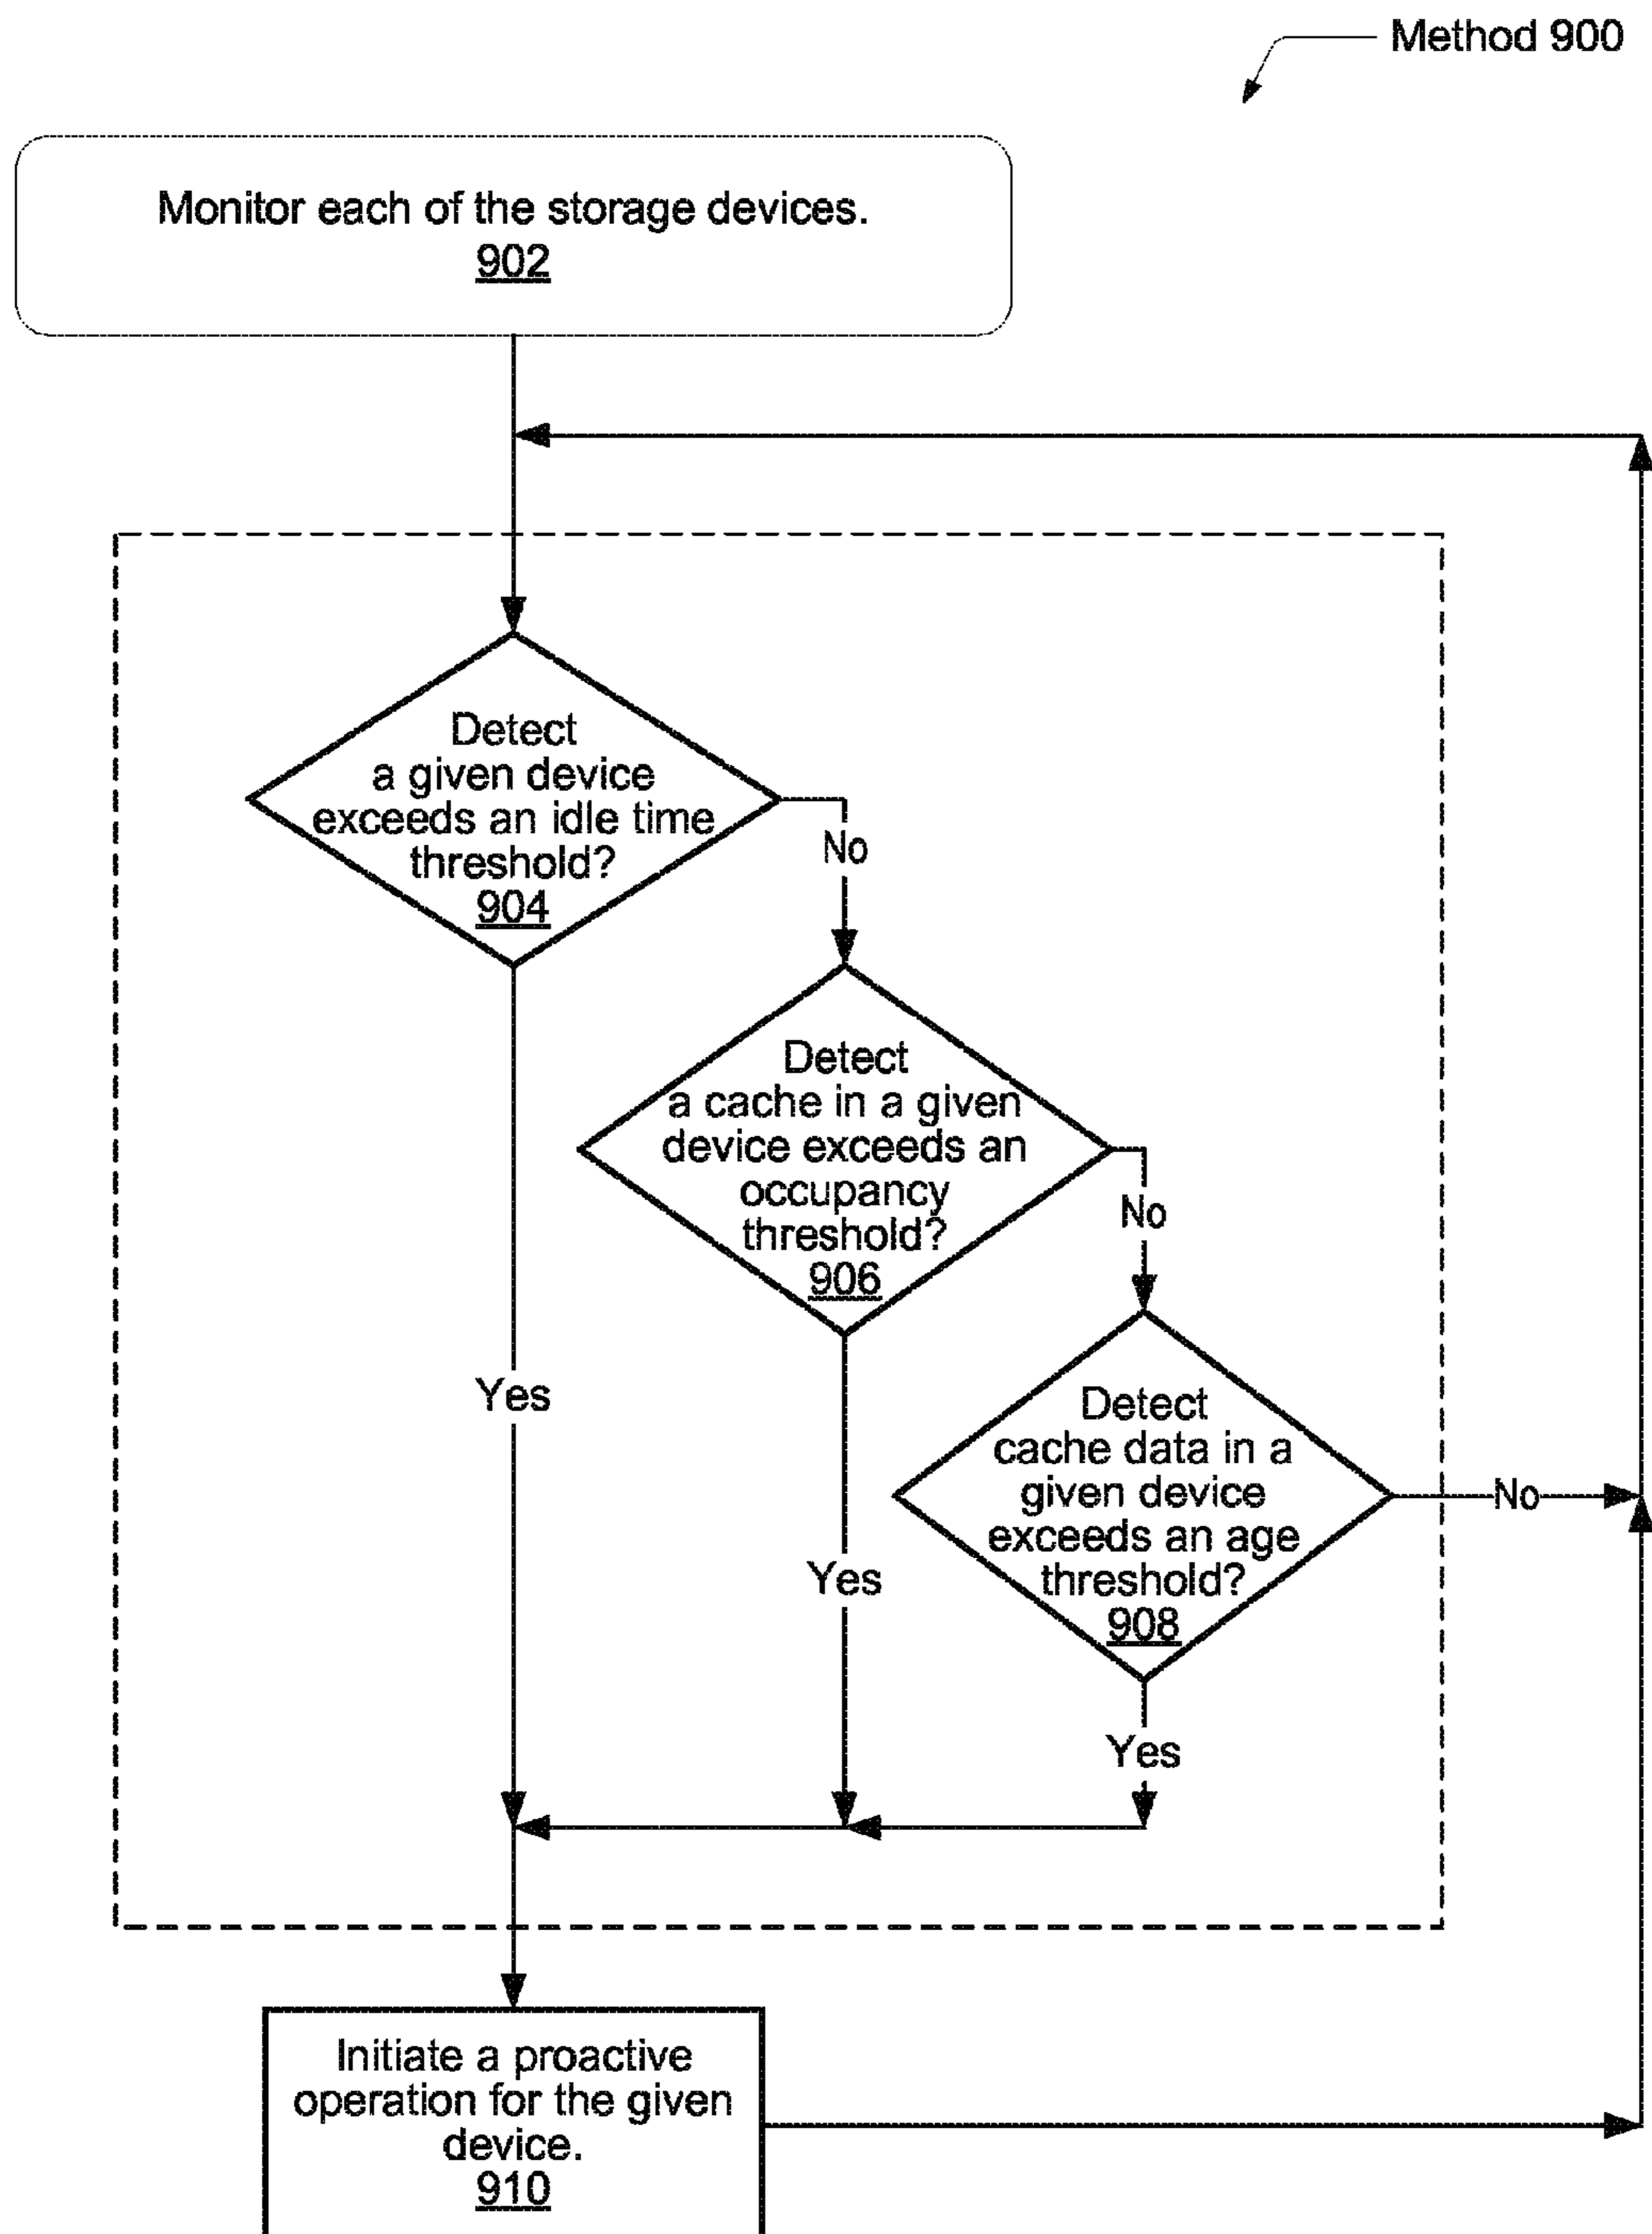 Method 900
Monitor each of the storage devices.
902
Detect
a given device
exceeds an idle time
threshold?
904
No
Detect
a cache in a given
device exceeds an
occupancy
threshold?
906
No
Yes
Detect
cache data in a
given device
exceeds an age
threshold?
908
No
Yes
Yes
Initiate a proactive
operation for the given
device.
910